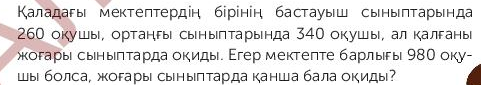 Қаладағы мектептердің бірінің бастауыш сыныптарында
260 оқушы, ортаңғы сыныптарында 340 оқушы, ал қалғаны
жоғары сыныптарда оқиды. Егер мектепте барлығы 980 оқу-
шы болса, жоғары сыныптарда қанша бала оқиды?